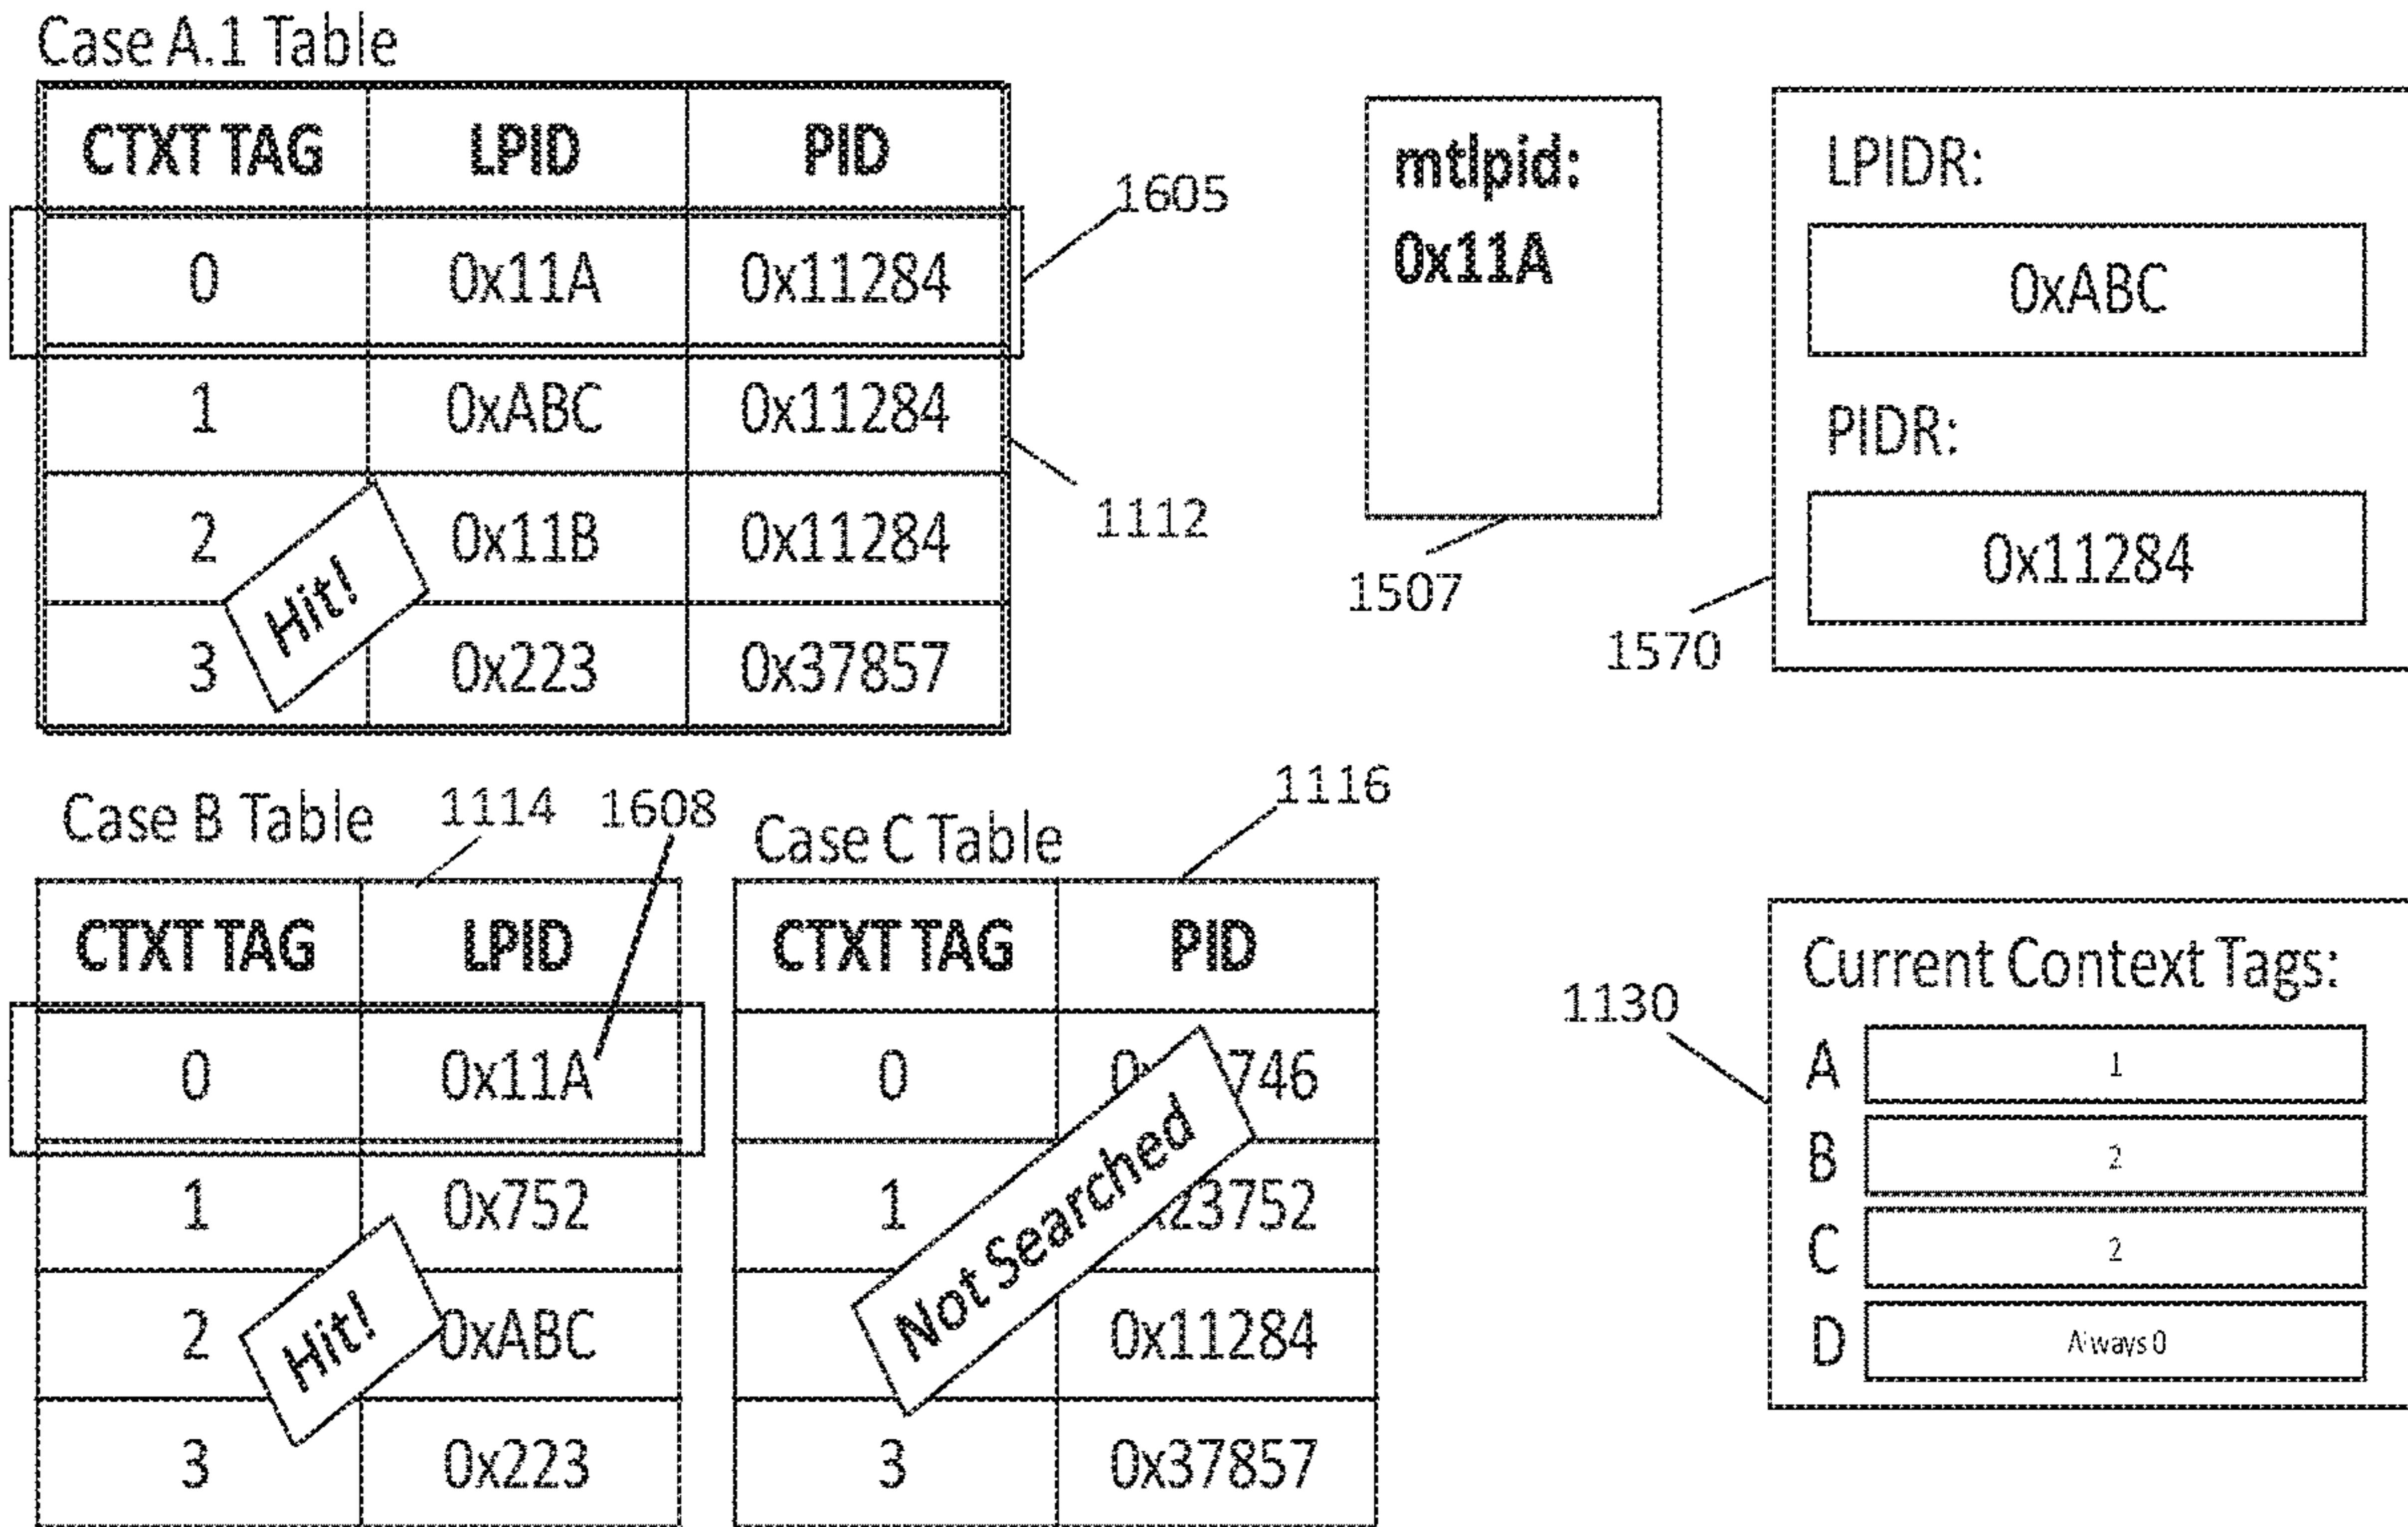 Case A.1 Table
CTXT TAG LPID PID
0 0x11A 0x11284
1 0xABC 0x11284
2 0x11B 0x11284
3 0x223 0x37857
Hit!
1605
1112
mtlpid:
0x11A
1507
LPIDR:
0xABC
PIDR:
0x11284
1570
Case B Table
1114
1608
CTXT TAG LPID
0 0x11A
1 0x752
2 0xABC
3 0x223
Hit!
Case C Table
1116
CTXT TAG PID
0 746
1 23752
0x11284
3 0x37857
Not Searched
1130
Current Context Tags:
A 1
B 2
C 2
D Always 0